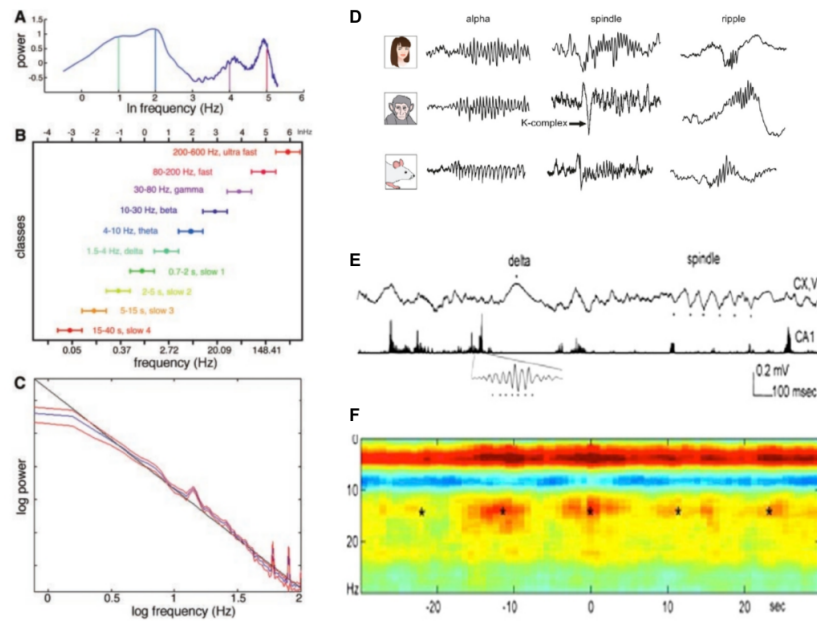 A
power
1.5
1.0
0.5
0
-0.5
0 1 2 3 4 5 6
ln frequency (Hz)
B
-4 -3 -2 -1 0 1 2 3 4 5 6 lnHz
classes
200-600 Hz, ultra fast
80-200 Hz, fast
30-80 Hz, gamma
10-30 Hz, beta
4-10 Hz, theta
1.5-4 Hz, delta
0.7-2 s, slow 1
2-5 s, slow 2
5-15 s, slow 3
15-40 s, slow 4
0.05 0.37 2.72 20.09 148.41
frequency (Hz)
C
log power
0 0.5 1 1.5 2
log frequency (Hz)
D
alpha spindle ripple
K-complex
E
delta spindle
CX,V
CA1
0.2 mV
100 msec
F
0
10
20
Hz
-20 -10 0 10 20 sec